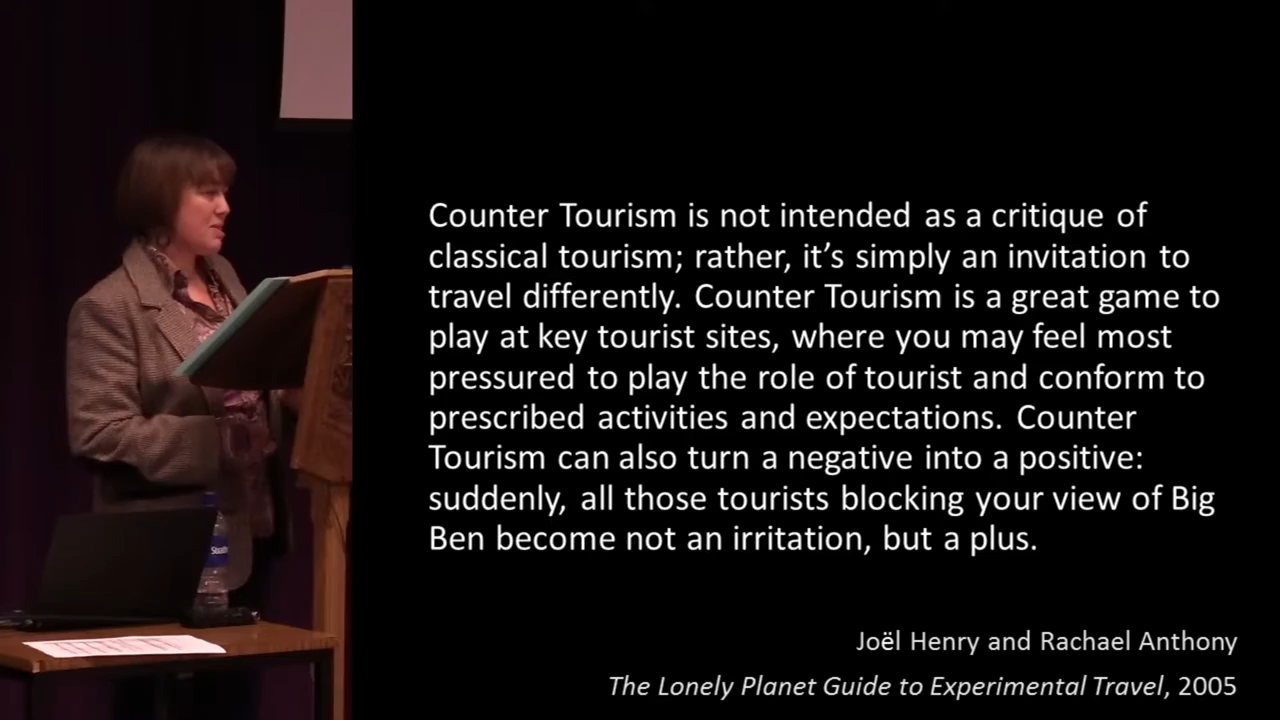 Counter Tourism is not intended as a critique of
classical tourism; rather, it’s simply an invitation to
travel differently. Counter Tourism is a great game to
play at key tourist sites, where you may feel most
pressured to play the role of tourist and conform to
prescribed activities and expectations. Counter
Tourism can also turn a negative into a positive:
suddenly, all those tourists blocking your view of Big
Ben become not an irritation, but a plus.
Joël Henry and Rachael Anthony
The Lonely Planet Guide to Experimental Travel, 2005